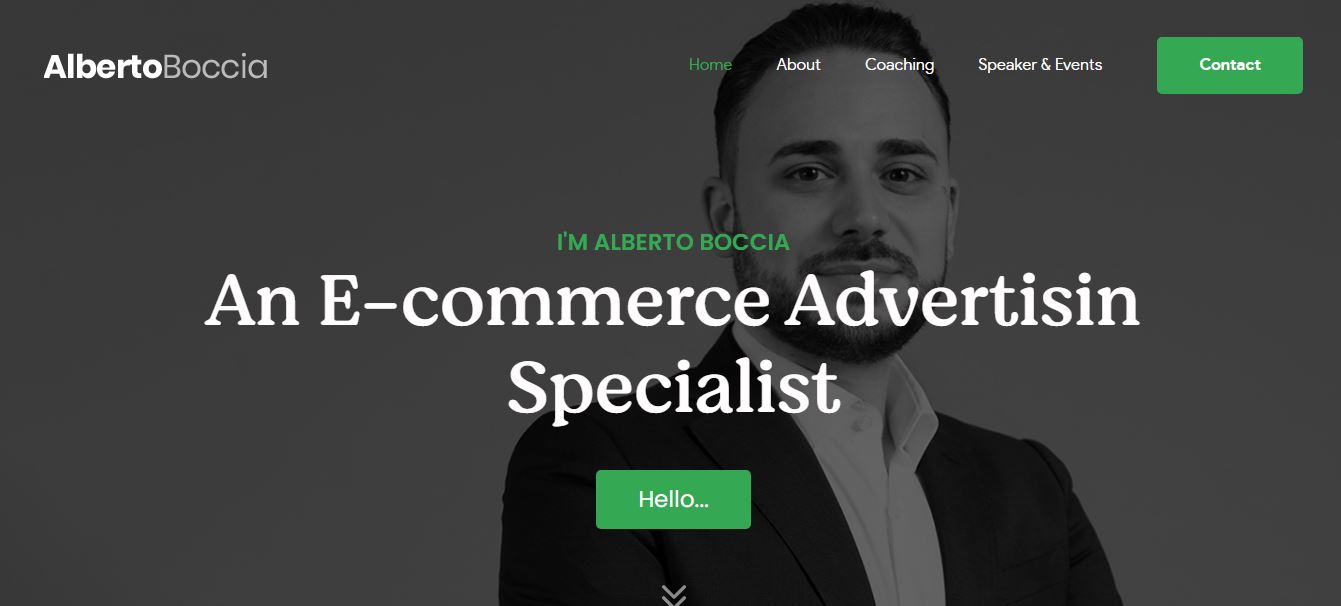 AlbertoBoccia
Home About Coaching Speaker & Events Contact
I'M ALBERTO BOCCIA
An E-commerce Advertisin
Specialist
Hello...